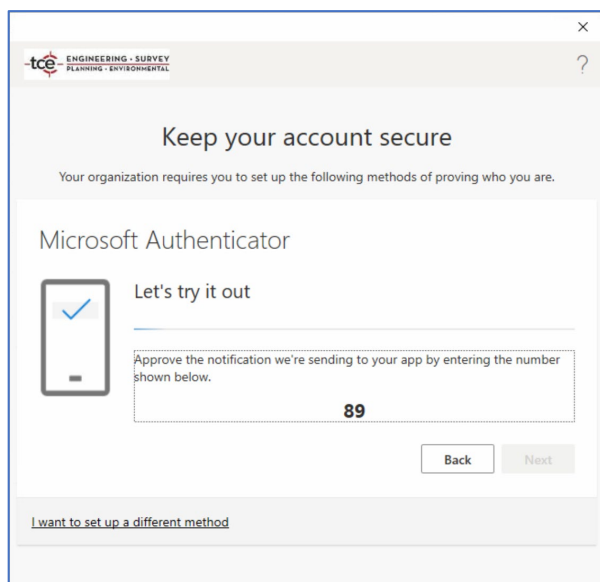 ×
tce ENGINEERING · SURVEY
PLANNING · ENVIRONMENTAL
?
Keep your account secure
Your organization requires you to set up the following methods of proving who you are.
Microsoft Authenticator
Let's try it out
Approve the notification we're sending to your app by entering the number
shown below.
89
Back Next
I want to set up a different method